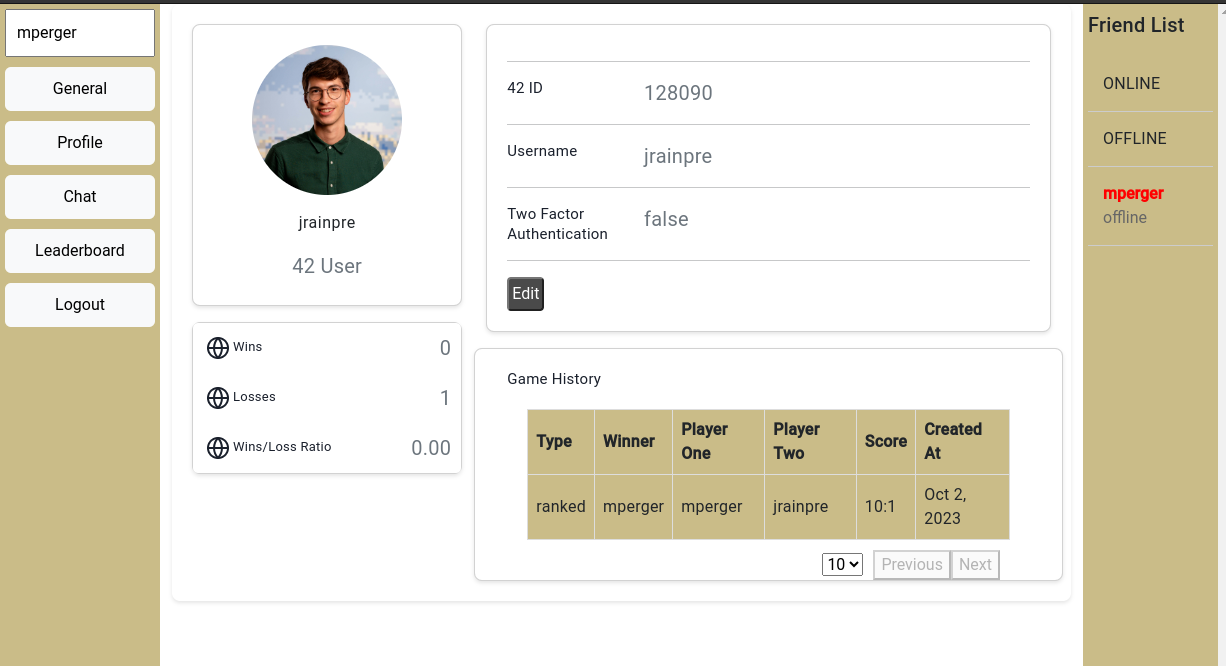 mperger
General
Profile
Chat
Leaderboard
Logout
jrainpre
42 User
Wins 0
Losses 1
Wins/Loss Ratio 0.00
42 ID 128090
Username jrainpre
Two Factor
Authentication false
Edit
Game History
Type Winner Player One Player Two Score Created At
ranked mperger mperger jrainpre 10:1 Oct 2, 2023
10 Previous Next
Friend List
ONLINE
OFFLINE
mperger
offline